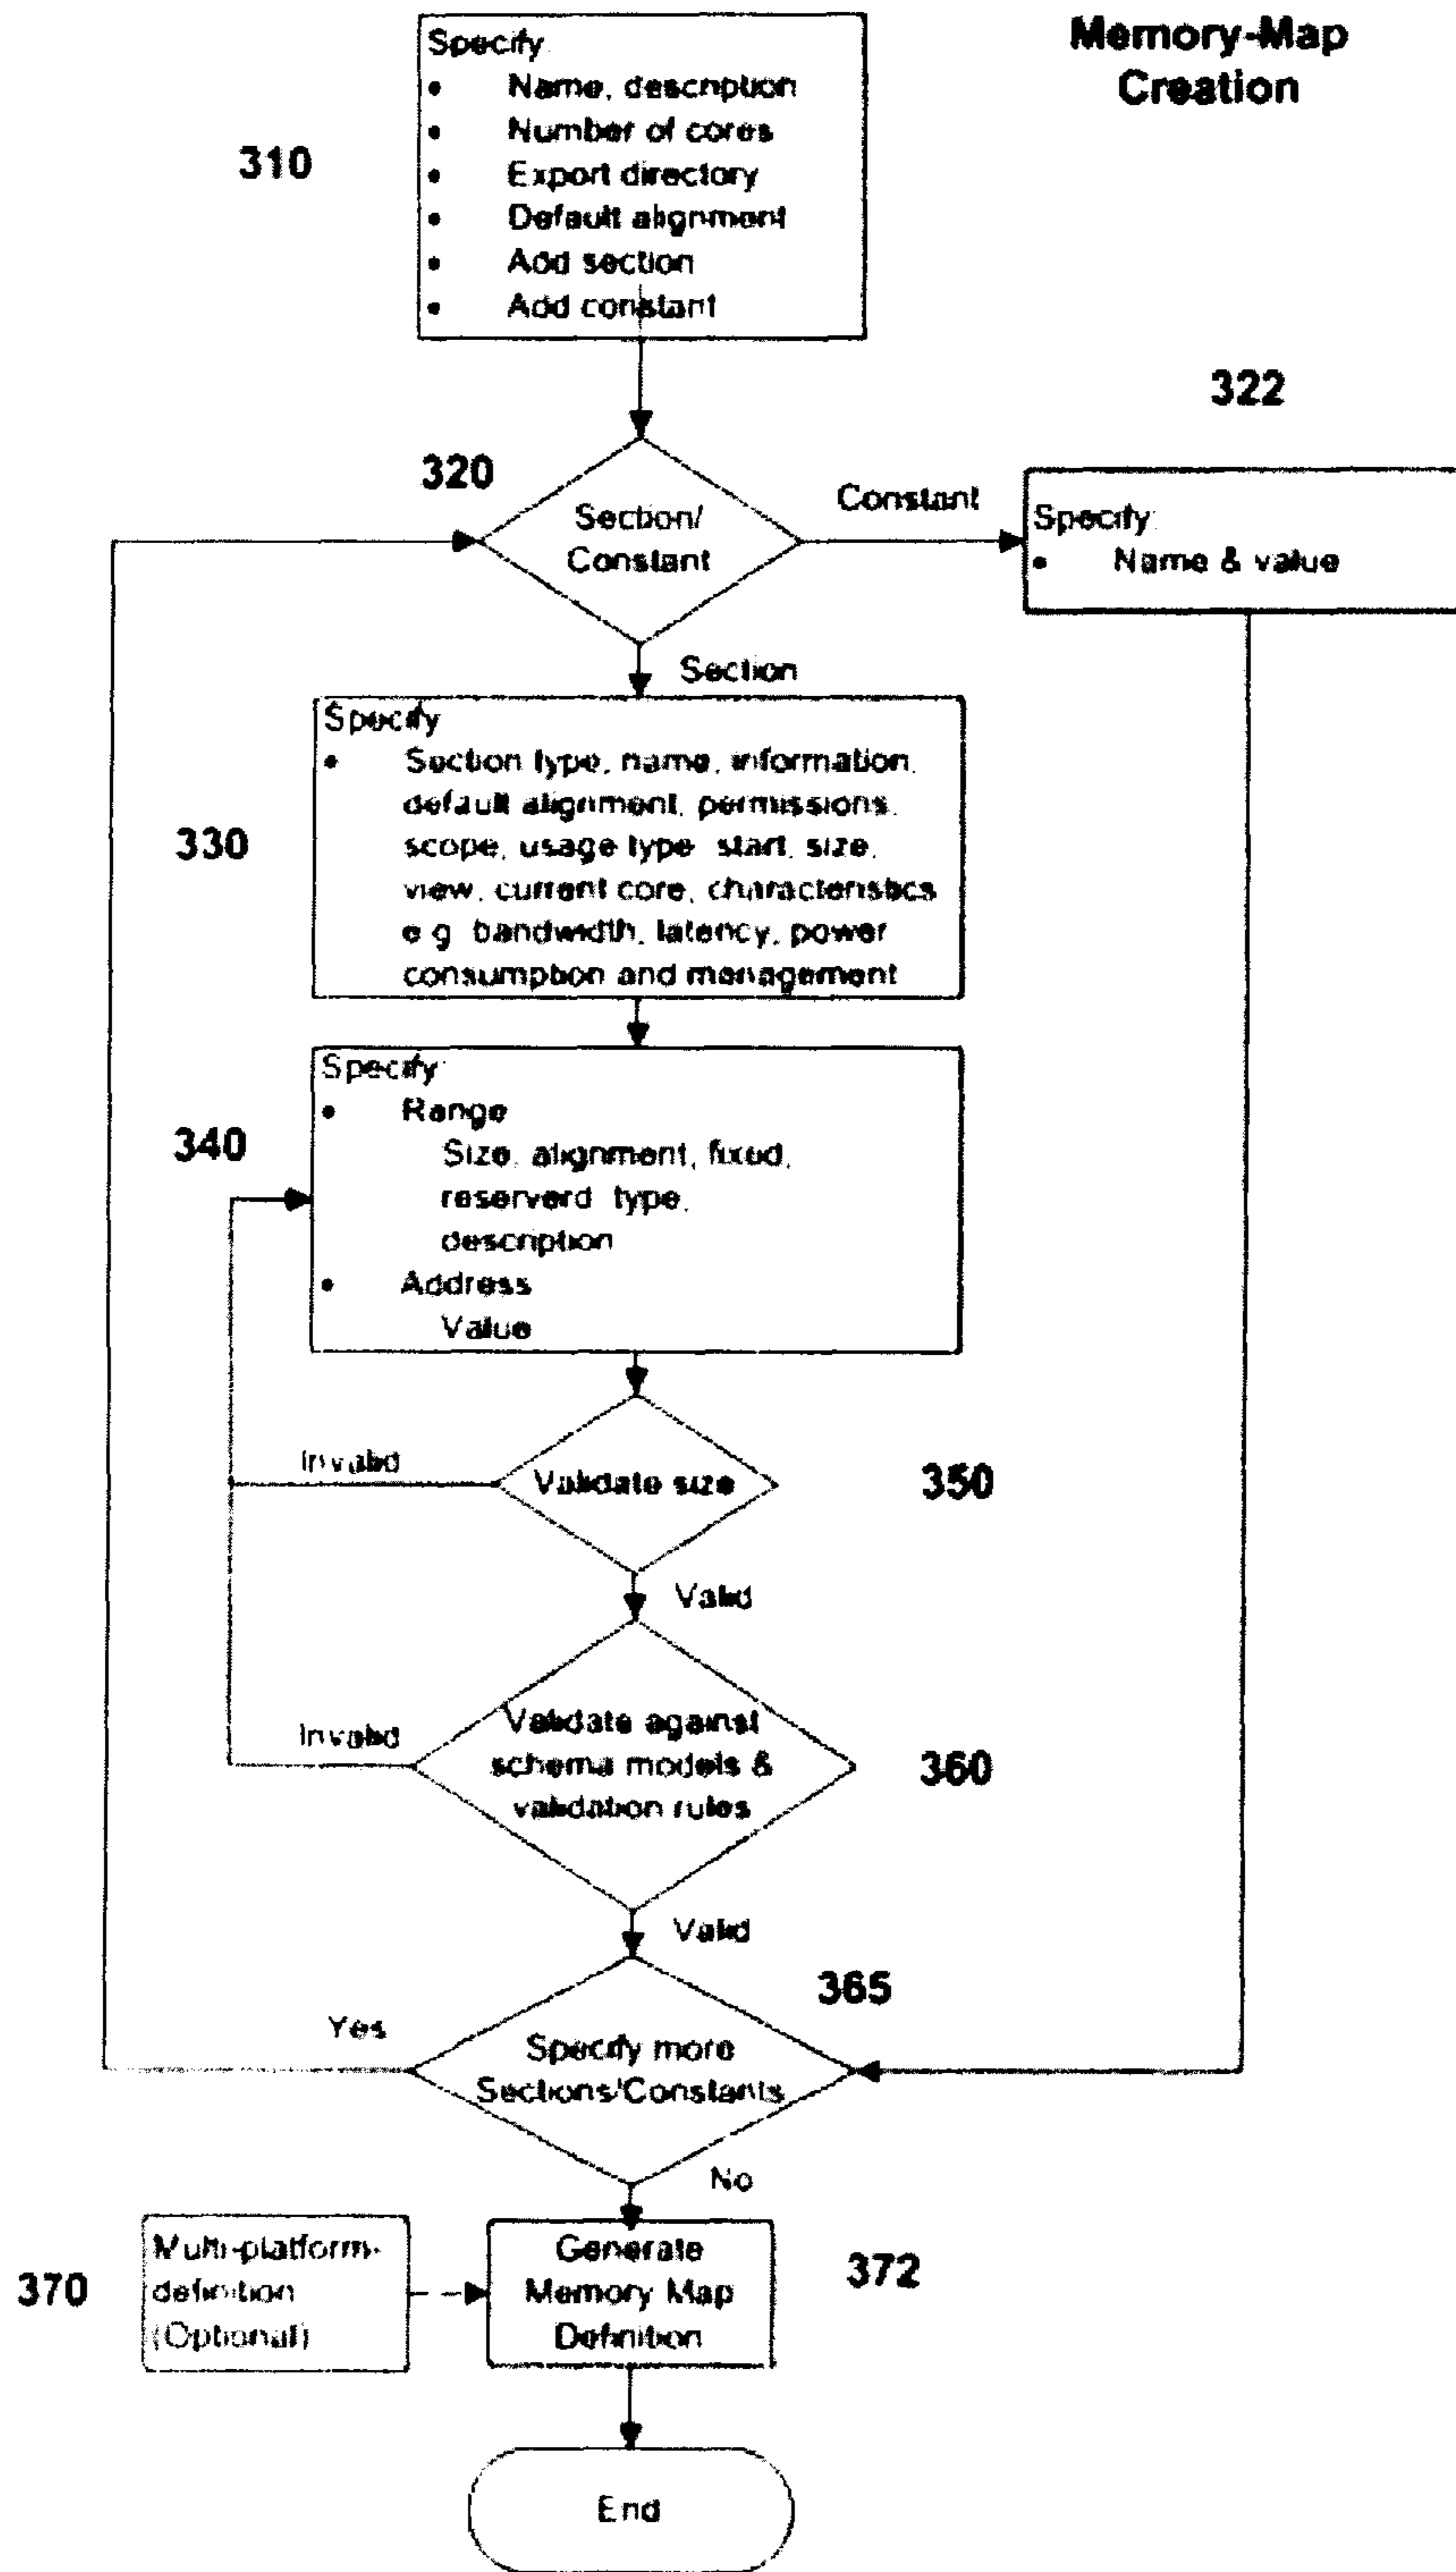 Memory-Map
Creation
310
Specify
• Name, description
• Number of cores
• Export directory
• Default alignment
• Add section
• Add constant
320
Section/
Constant
Constant
322
Specify:
• Name & value
Section
330
Specify
• Section type, name, information,
default alignment, permissions,
scope, usage type start, size,
view, current core, characteristics
e.g bandwidth, latency, power
consumption and management
340
Specify
• Range
Size, alignment, fixed,
reserverd type,
description
• Address
Value
Invalid
Validate size
350
Valid
Invalid
Validate against
schema models &
validation rules
360
Valid
365
Yes
Specify more
Sections/Constants
No
370
Multi-platform-
definition
(Optional)
Generate
Memory Map
Definition
372
End